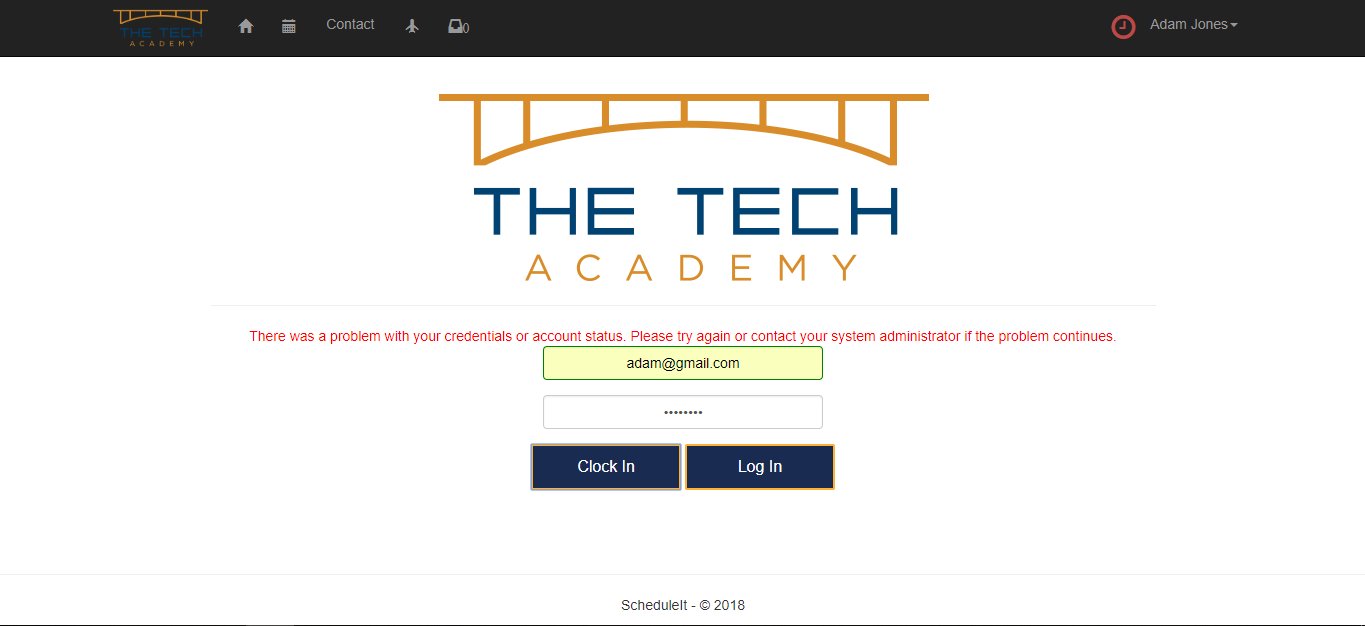 THE TECH
ACADEMY
Contact
0
Adam Jones
THE TECH
ACADEMY
There was a problem with your credentials or account status. Please try again or contact your system administrator if the problem continues.
adam@gmail.com
••••••••
Clock In
Log In
ScheduleIt - © 2018